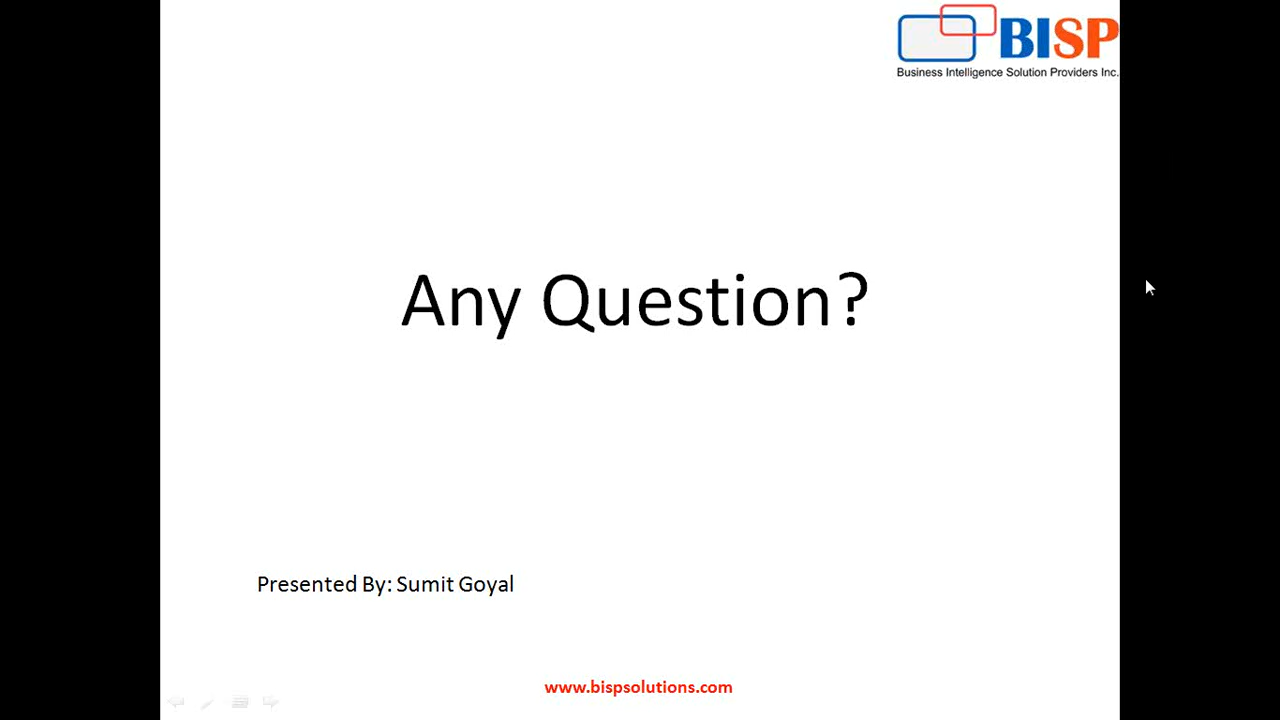 BISP
Business Intelligence Solution Providers Inc.
Any Question?
Presented By: Sumit Goyal
www.bispsolutions.com